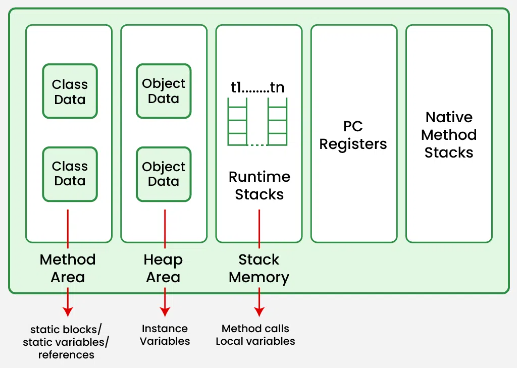 Class
Data
Class
Data
Method
Area
static blocks/
static variables/
references
Object
Data
Object
Data
Heap
Area
Instance
Variables
t1........tn
Runtime
Stacks
Stack
Memory
Method calls
Local variables
PC
Registers
Native
Method
Stacks